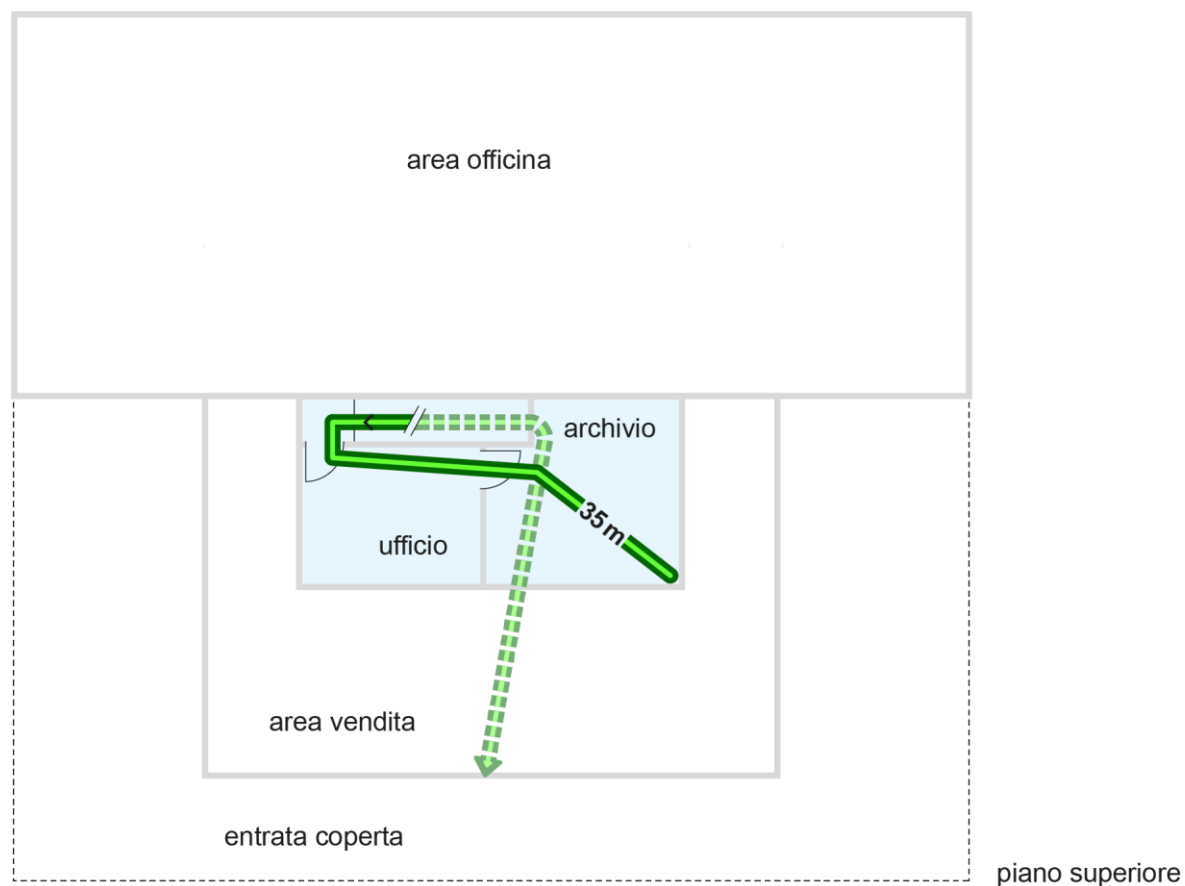 area officina
archivio
35 m
ufficio
area vendita
entrata coperta
piano superiore